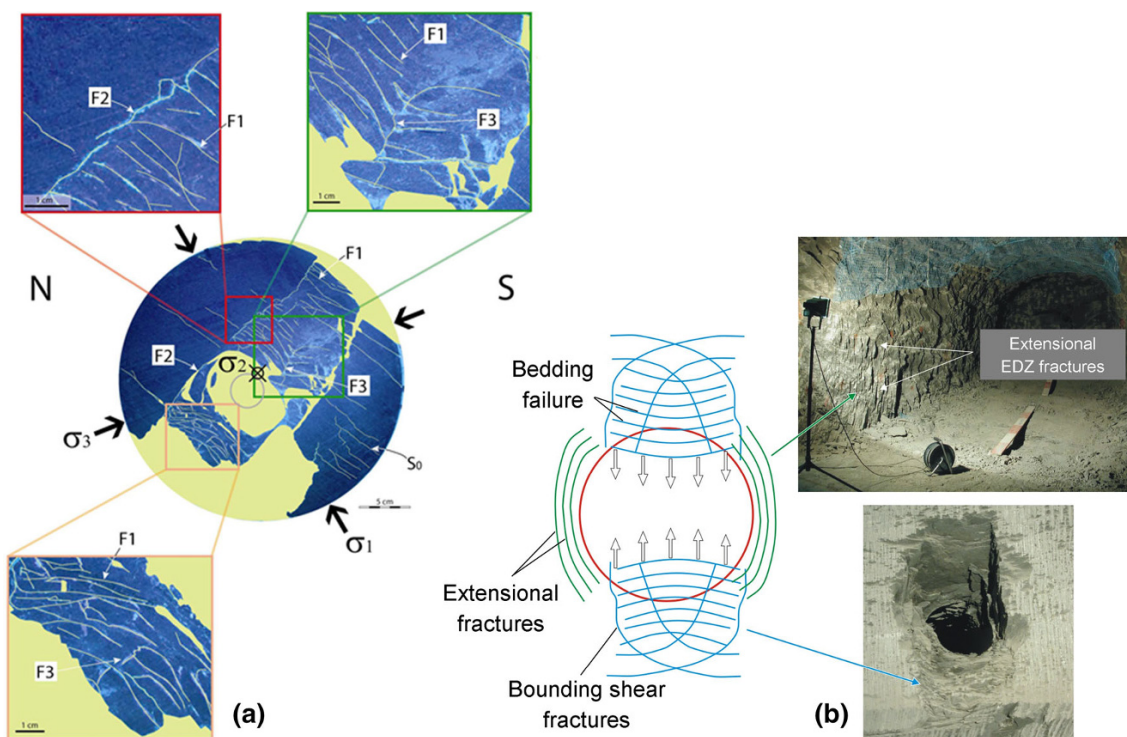 F1
F2
F1
1 cm
F1
F3
1 cm
N
S
F1
F2
σ2
F3
σ3
S0
5 cm
σ1
F1
F3
1 cm
(a)
Bedding
failure
Extensional
EDZ fractures
Extensional
fractures
Bounding shear
fractures
(b)